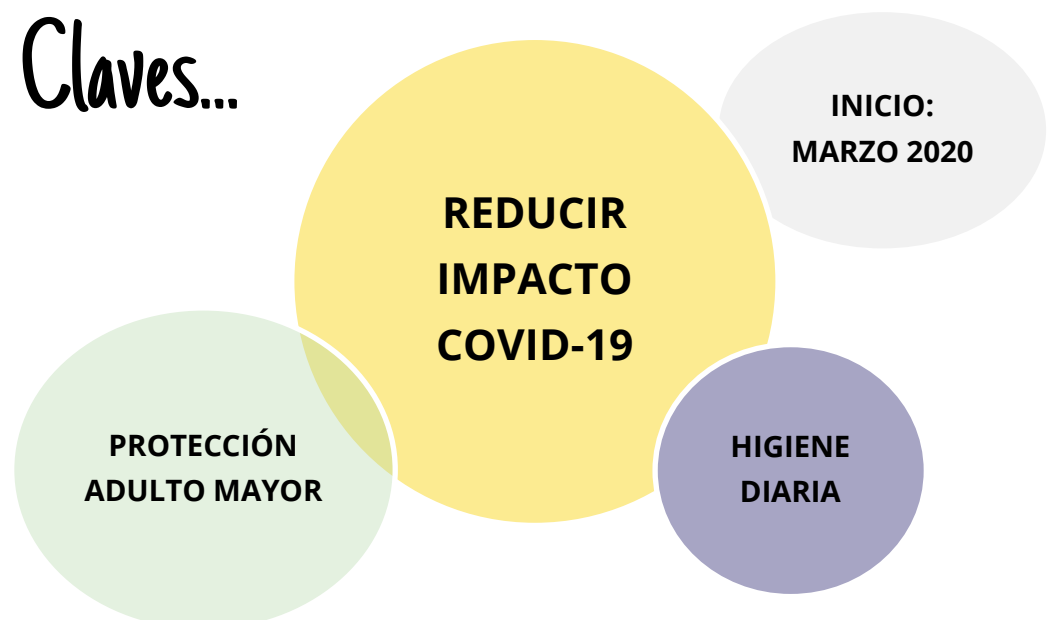 Claves...
INICIO:
MARZO 2020
REDUCIR
IMPACTO
COVID-19
PROTECCIÓN
ADULTO MAYOR
HIGIENE
DIARIA